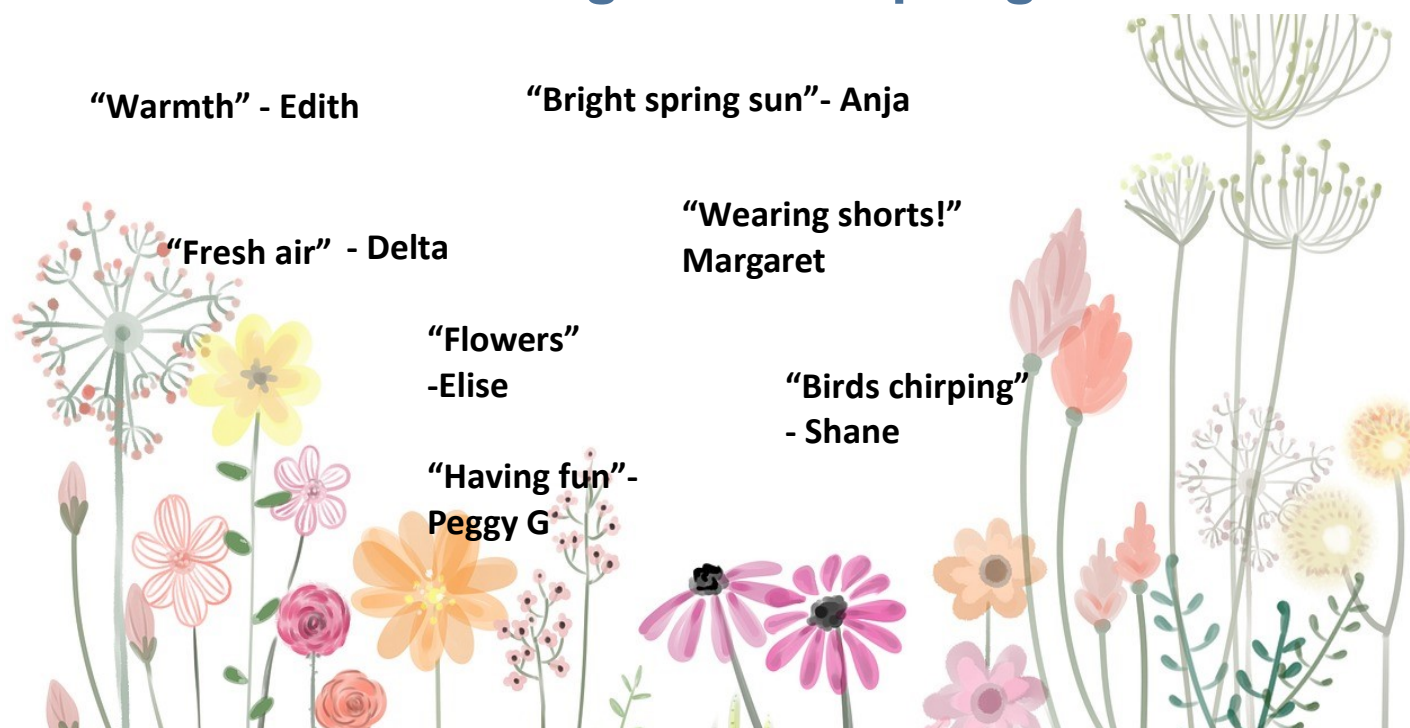 “Warmth” - Edith
“Bright spring sun”- Anja
“Wearing shorts!”
Margaret
“Fresh air” - Delta
“Flowers”
-Elise
“Birds chirping”
- Shane
“Having fun”-
Peggy G